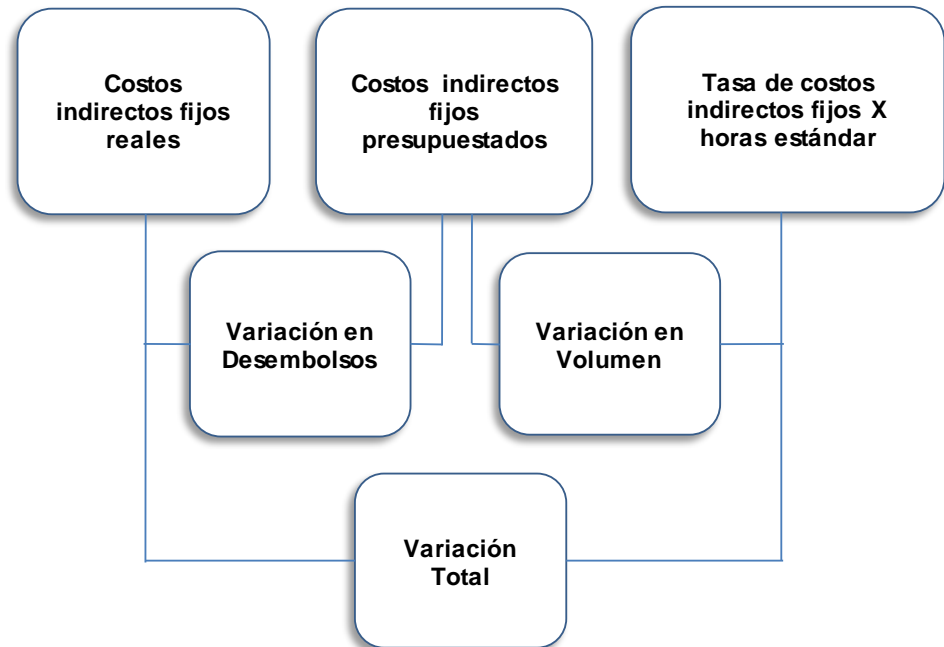 Costos
indirectos fijos
reales
Costos indirectos
fijos
presupuestados
Tasa de costos
indirectos fijos X
horas estándar
Variación en
Desembolsos
Variación en
Volumen
Variación
Total